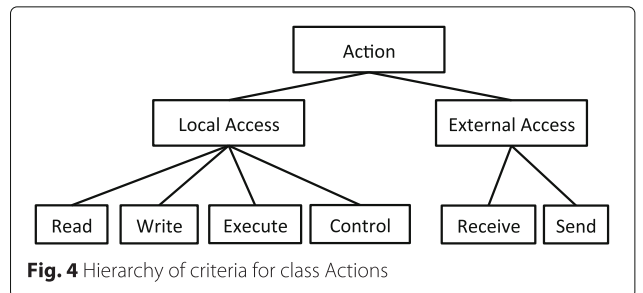 Action
Local Access External Access
Read Write Execute Control Receive Send
Fig. 4 Hierarchy of criteria for class Actions